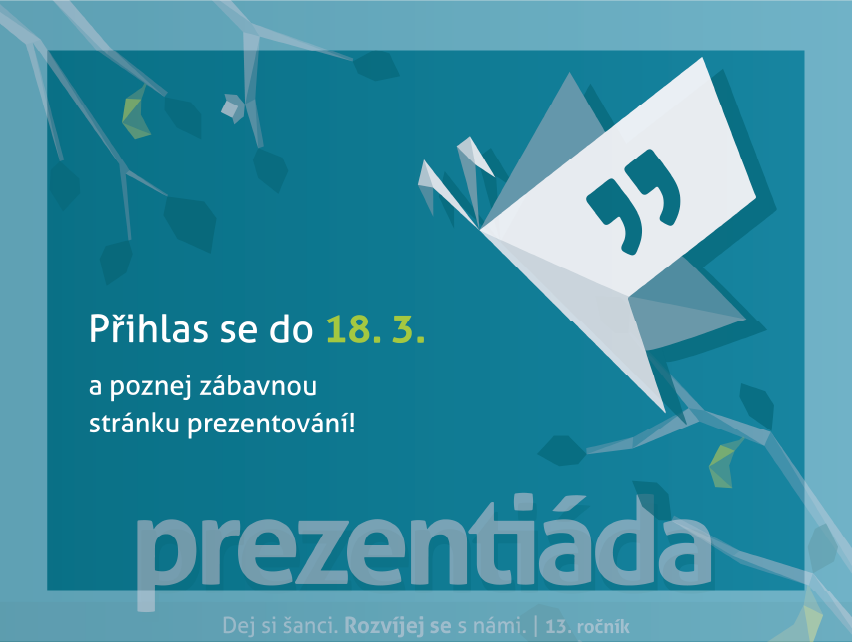 Přihlas se do 18. 3.
a poznej zábavnou
stránku prezentování!
prezentiáda
Dej si šanci. Rozvíjej se s námi. | 13. ročník